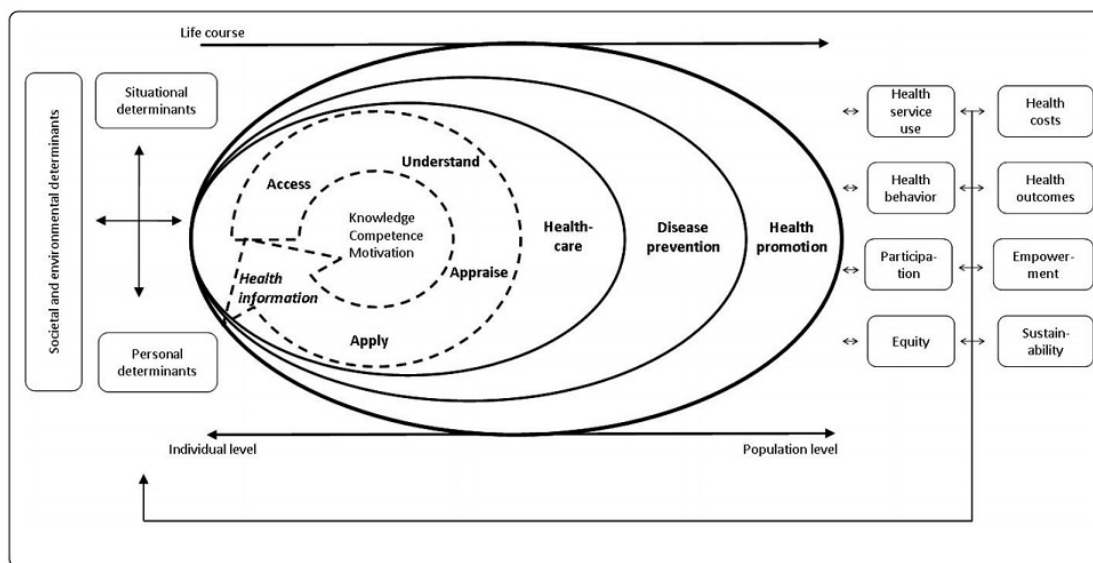 Life course
Societal and environmental determinants
Situational
determinants
Personal
determinants
Access
Understand
Knowledge
Competence
Motivation
Health
information
Appraise
Apply
Health-
care
Disease
prevention
Health
promotion
Individual level
Population level
Health
service
use
Health
costs
Health
behavior
Health
outcomes
Participa-
tion
Empower-
ment
Equity
Sustain-
ability